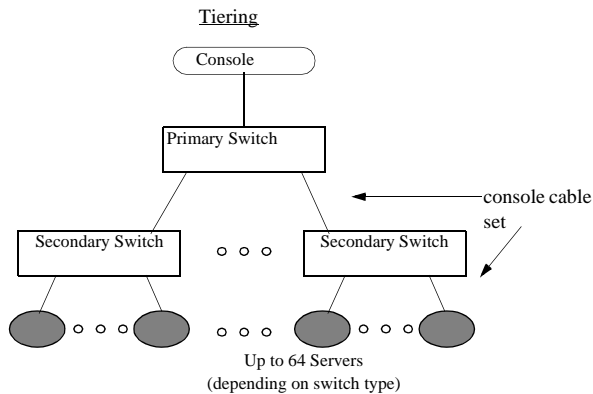 Tiering
Console
Primary Switch
console cable
set
Secondary Switch
Secondary Switch
Up to 64 Servers
(depending on switch type)